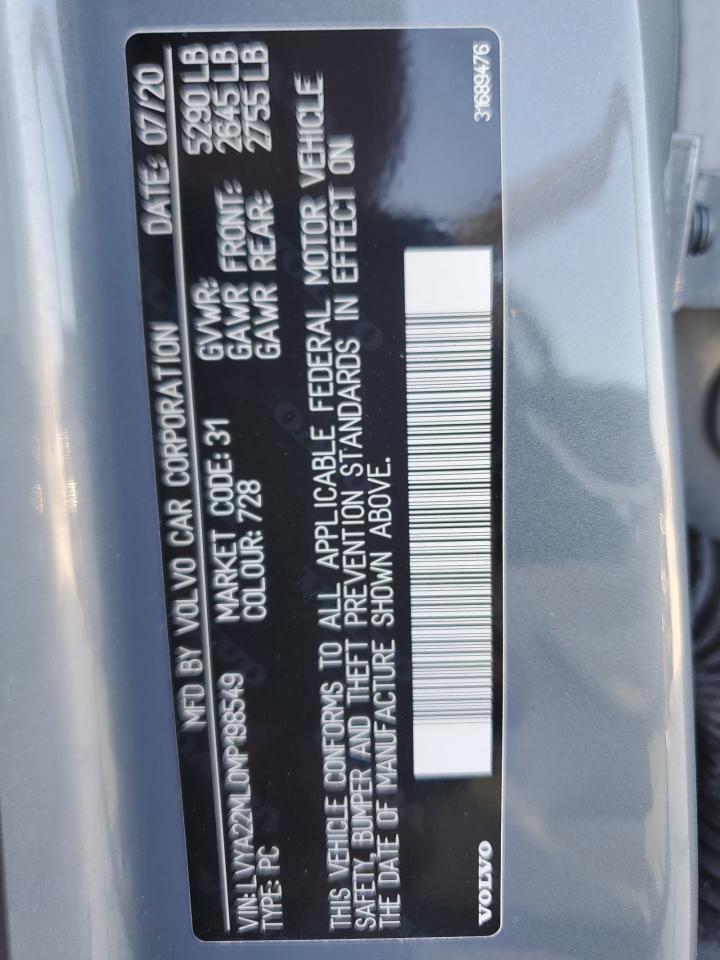 MFD BY VOLVO CAR CORPORATION DATE: 07/20
VIN: LVYA22ML0MP198549 MARKET CODE: 31 GVWR: 5290 LB
TYPE: PC COLOUR: 728 GAWR FRONT: 2645 LB
GAWR REAR: 2755 LB
THIS VEHICLE CONFORMS TO ALL APPLICABLE FEDERAL MOTOR VEHICLE
SAFETY, BUMPER AND THEFT PREVENTION STANDARDS IN EFFECT ON
THE DATE OF MANUFACTURE SHOWN ABOVE.
VOLVO 31689476